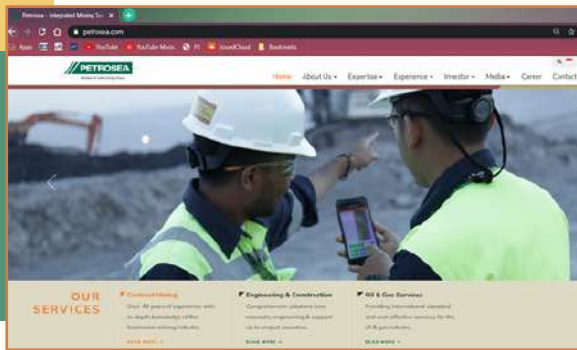 Petrosea - Integrated Mining Ser
petrosea.com
Apps YouTube YouTube Music SoundCloud Bookmarks
PETROSEA
Home About Us Expertise Experience Investor Media Career Contact
OUR
SERVICES
Contract Mining
Over 40 years of experience with
in-depth knowledge of the
Indonesian mining industry.
READ MORE
Engineering & Construction
Comprehensive solutions from
engineering & support
up to project execution.
READ MORE
Oil & Gas Services
Providing international standard
and cost-effective services for the
oil & gas industry.
READ MORE